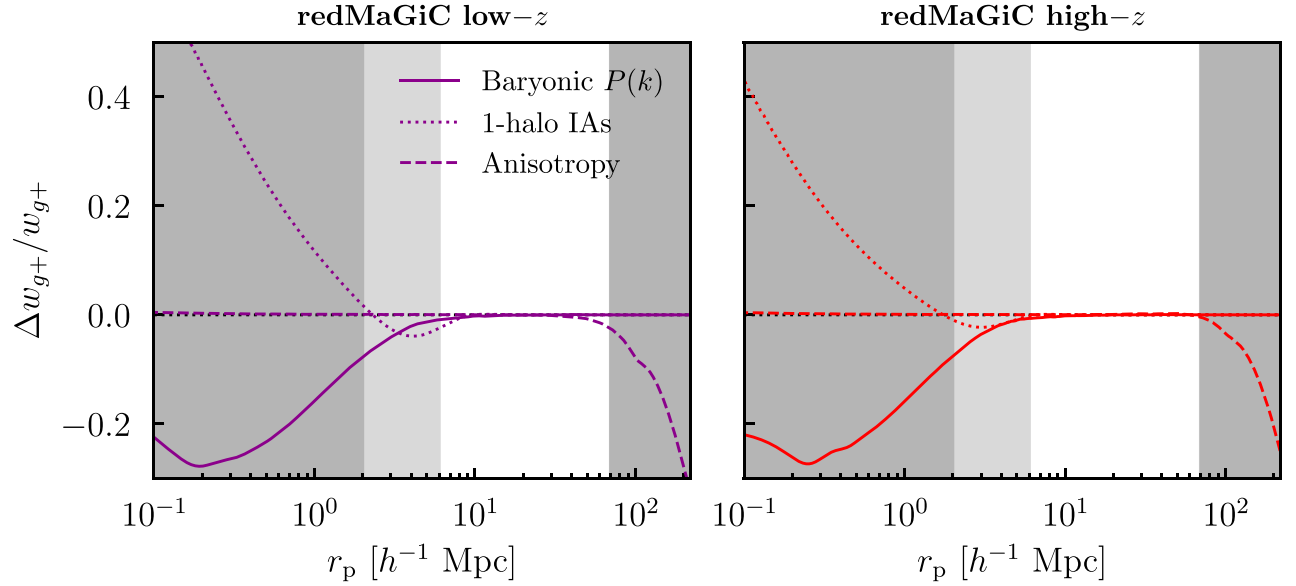 redMaGiC low−z
redMaGiC high−z
Baryonic P(k)
1-halo IAs
Anisotropy
Δw_{g+}/w_{g+}
0.4
0.2
0.0
−0.2
10^{−1} 10^{0} 10^{1} 10^{2}
10^{−1} 10^{0} 10^{1} 10^{2}
r_p [h^{−1} Mpc]
r_p [h^{−1} Mpc]